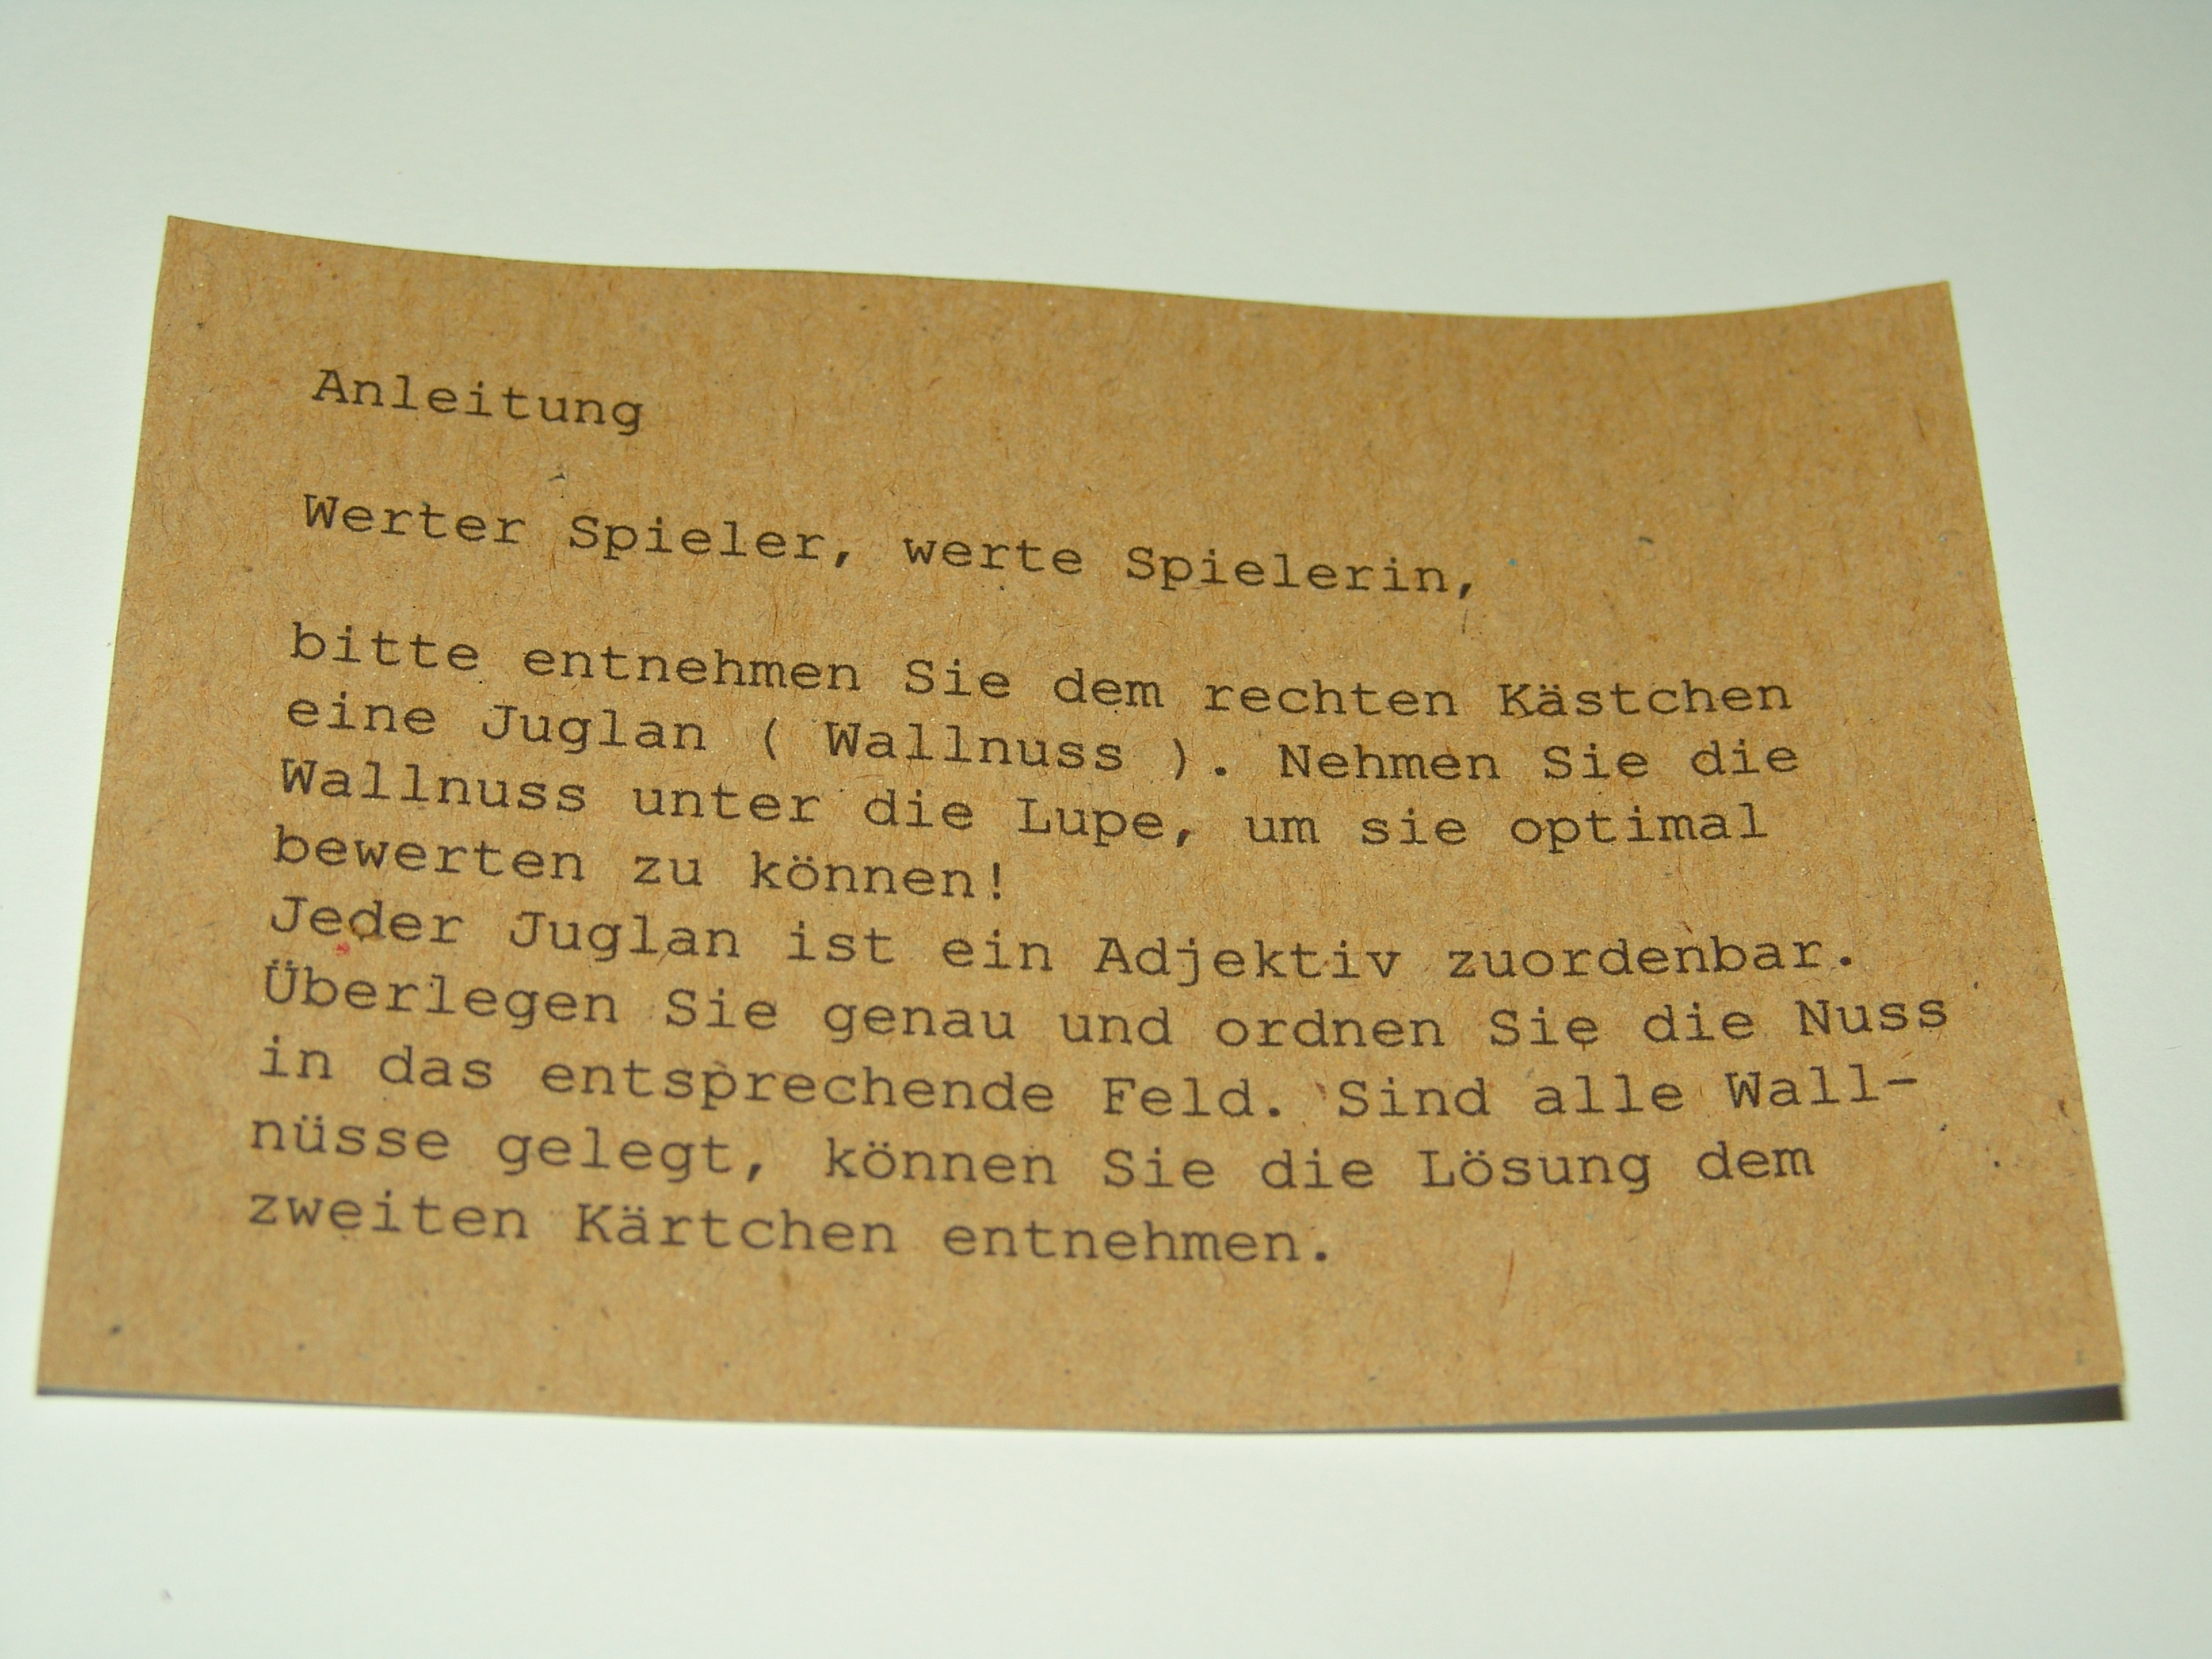 Anleitung
Werter Spieler, werte Spielerin,
bitte entnehmen Sie dem rechten Kästchen
eine Juglan ( Wallnuss ). Nehmen Sie die
Wallnuss unter die Lupe, um sie optimal
bewerten zu können!
Jeder Juglan ist ein Adjektiv zuordenbar.
Überlegen Sie genau und ordnen Sie die Nuss
in das entsprechende Feld. Sind alle Wall-
nüsse gelegt, können Sie die Lösung dem
zweiten Kärtchen entnehmen.